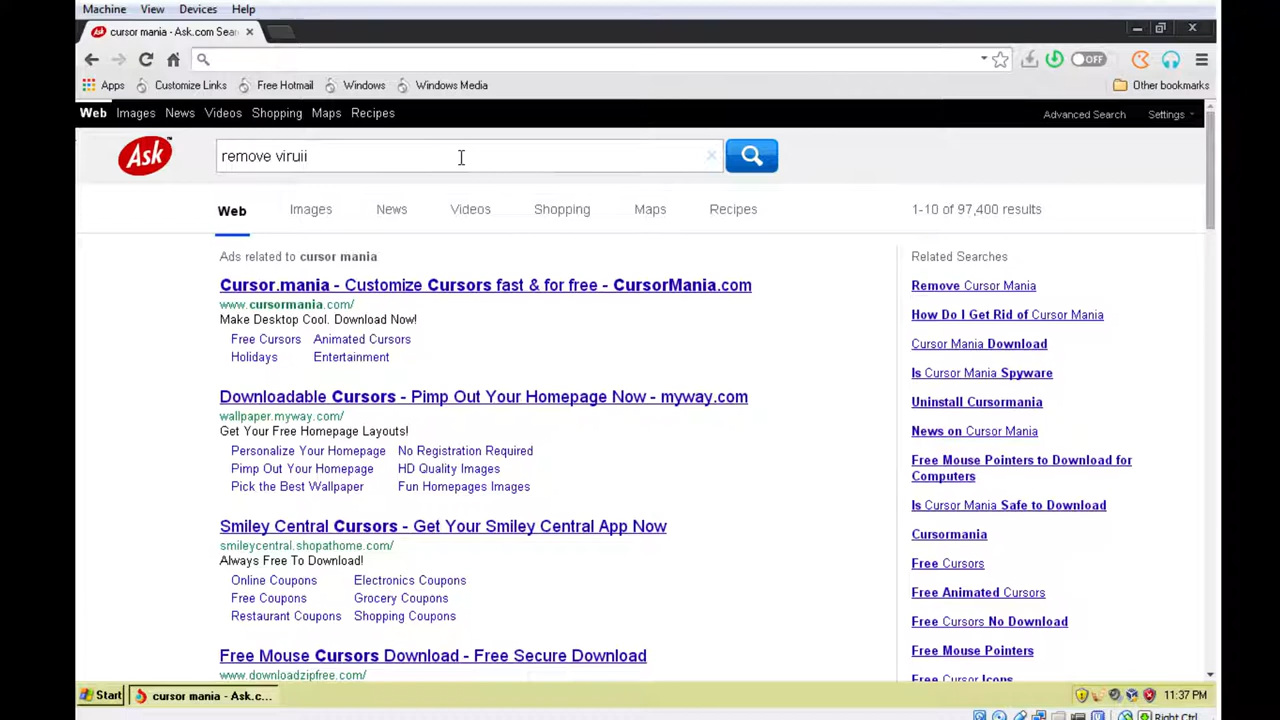 Machine View Devices Help
cursor mania - Ask.com Sear
Apps Customize Links Free Hotmail Windows Windows Media Other bookmarks
OFF
Web Images News Videos Shopping Maps Recipes Advanced Search Settings
Ask
remove viruii
Web Images News Videos Shopping Maps Recipes 1-10 of 97,400 results
Ads related to cursor mania
Cursor.mania - Customize Cursors fast & for free - CursorMania.com
www.cursormania.com/
Make Desktop Cool. Download Now!
Free Cursors Animated Cursors
Holidays Entertainment
Downloadable Cursors - Pimp Out Your Homepage Now - myway.com
wallpaper.myway.com/
Get Your Free Homepage Layouts!
Personalize Your Homepage No Registration Required
Pimp Out Your Homepage HD Quality Images
Pick the Best Wallpaper Fun Homepages Images
Smiley Central Cursors - Get Your Smiley Central App Now
smileycentral.shopathome.com/
Always Free To Download!
Online Coupons Electronics Coupons
Free Coupons Grocery Coupons
Restaurant Coupons Shopping Coupons
Free Mouse Cursors Download - Free Secure Download
www.downloadzipfree.com/
Related Searches
Remove Cursor Mania
How Do I Get Rid of Cursor Mania
Cursor Mania Download
Is Cursor Mania Spyware
Uninstall Cursormania
News on Cursor Mania
Free Mouse Pointers to Download for
Computers
Is Cursor Mania Safe to Download
Cursormania
Free Cursors
Free Animated Cursors
Free Cursors No Download
Free Mouse Pointers
Free Cursor Icons
Start cursor mania - Ask.c... 11:37 PM
Right Ctrl